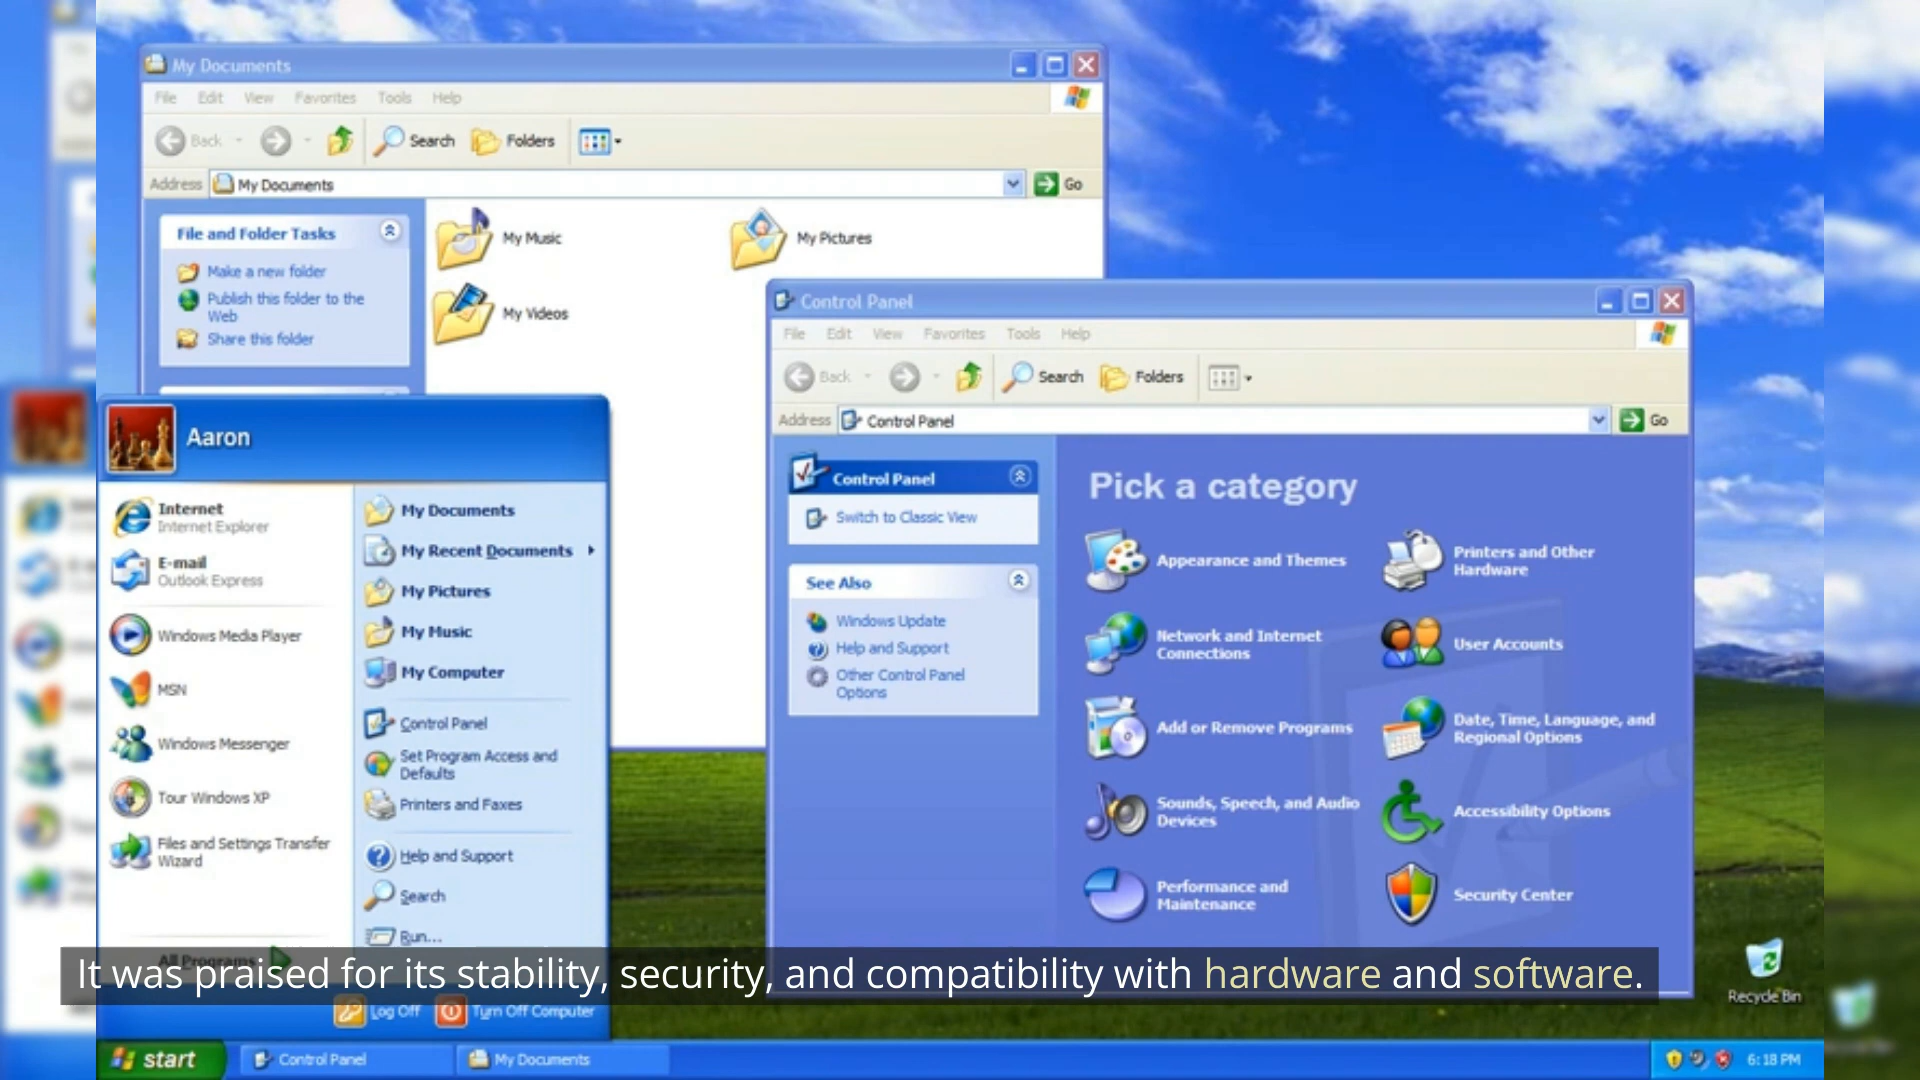 My Documents
File Edit View Favorites Tools Help
Back Search Folders
Address My Documents Go
File and Folder Tasks
Make a new folder
Publish this folder to the
Web
Share this folder
My Music
My Pictures
My Videos
Control Panel
File Edit View Favorites Tools Help
Back Search Folders
Address Control Panel Go
Control Panel
Switch to Classic View
See Also
Windows Update
Help and Support
Other Control Panel
Options
Pick a category
Appearance and Themes
Printers and Other
Hardware
Network and Internet
Connections
User Accounts
Add or Remove Programs
Date, Time, Language, and
Regional Options
Sounds, Speech, and Audio
Devices
Accessibility Options
Performance and
Maintenance
Security Center
Aaron
Internet
Internet Explorer
E-mail
Outlook Express
Windows Media Player
MSN
Windows Messenger
Tour Windows XP
Files and Settings Transfer
Wizard
All Programs
My Documents
My Recent Documents
My Pictures
My Music
My Computer
Control Panel
Set Program Access and
Defaults
Printers and Faxes
Help and Support
Search
Run...
It was praised for its stability, security, and compatibility with hardware and software.
Log Off Turn Off Computer
Recycle Bin
start Control Panel My Documents 6:18 PM